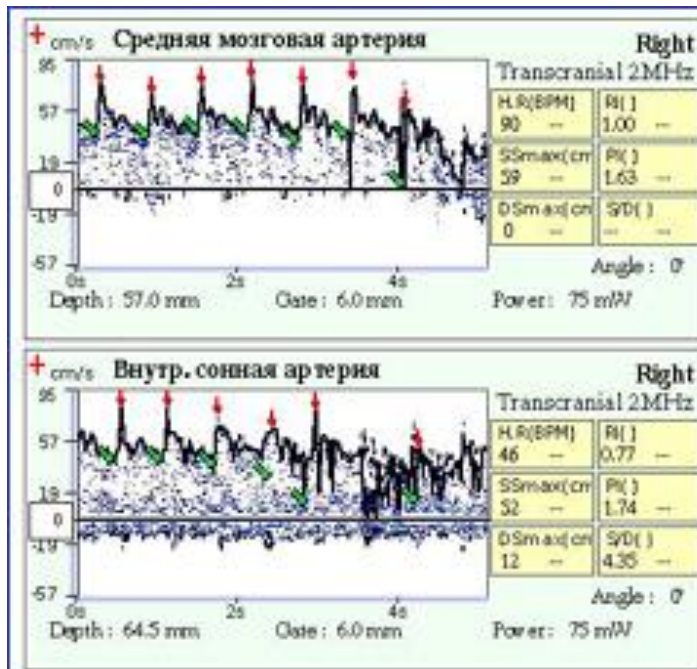 + cm/s Средняя мозговая артерия Right
Transcranial 2MHz
95
57
19
0
-19
-57
0s 2s 4s
H.R(BPM) RI( )
90 -- 1.00 --
SSmax(cm PI( )
59 -- 1.63 --
DSmax(cm S/D( )
0 -- -- --
Angle : 0°
Depth : 57.0 mm Gate : 6.0 mm Power : 75 mW
+ cm/s Внутр. сонная артерия Right
Transcranial 2MHz
95
57
19
0
-19
-57
0s 2s 4s
H.R(BPM) RI( )
46 -- 0.77 --
SSmax(cm PI( )
52 -- 1.74 --
DSmax(cm S/D( )
12 -- 4.35 --
Angle : 0°
Depth : 64.5 mm Gate : 6.0 mm Power : 75 mW